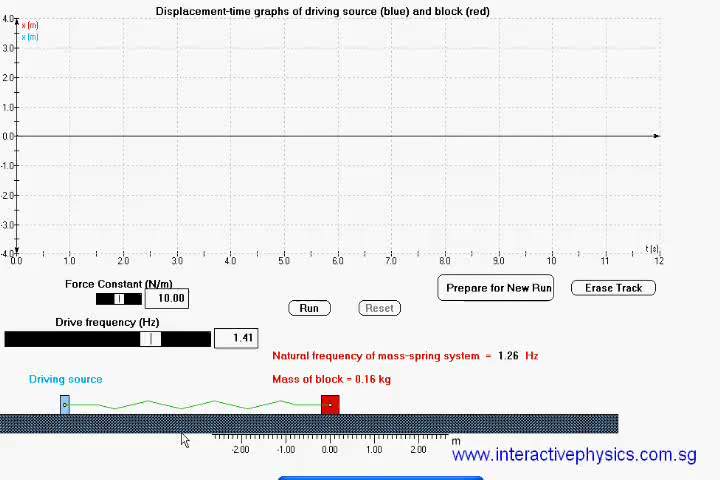 Displacement-time graphs of driving source (blue) and block (red)
4.0
x (m)
x (m)
3.0
2.0
1.0
0.0
-1.0
-2.0
-3.0
-4.0
t (s)
0.0 1.0 2.0 3.0 4.0 5.0 6.0 7.0 8.0 9.0 10 11 12
Force Constant (N/m)
10.00
Prepare for New Run
Erase Track
Run
Reset
Drive frequency (Hz)
1.41
Natural frequency of mass-spring system = 1.26 Hz
Driving source
Mass of block = 0.16 kg
-2.00 -1.00 0.00 1.00 2.00 m
www.interactivephysics.com.sg